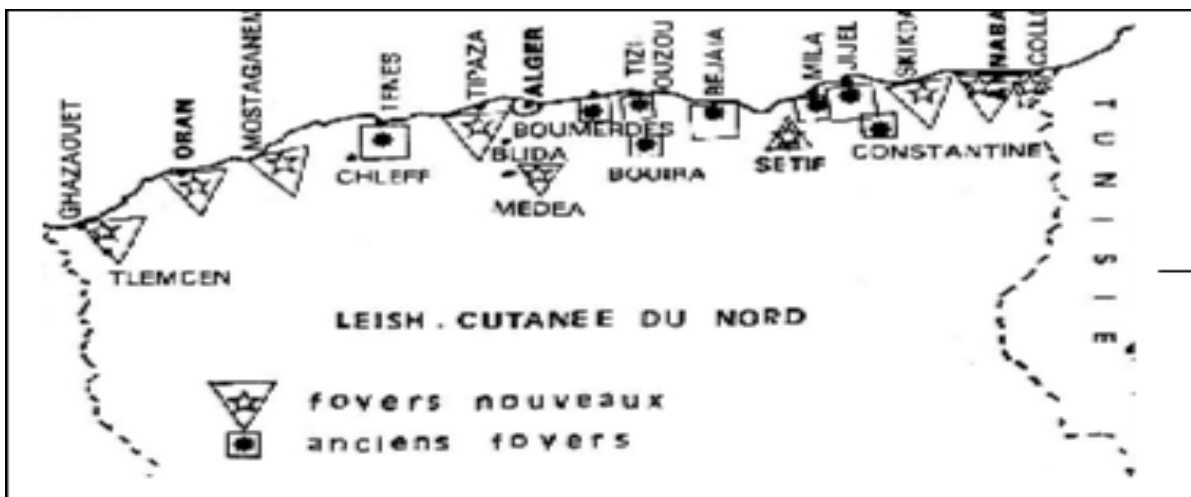 GHAZAOUET
ORAN
MOSTAGANEM
TENES
TIPAZA
ALGER
TIZI
OUZOU
BEJAIA
MILA
JIJEL
SKIKDA
ANNABA
COLLO
BOUMERDES
BLIDA
CHLEFF
BOUIRA
SETIF
CONSTANTINE
MEDEA
TLEMCEN
TUNISIE
LEISH. CUTANEE DU NORD
foyers nouveaux
anciens foyers